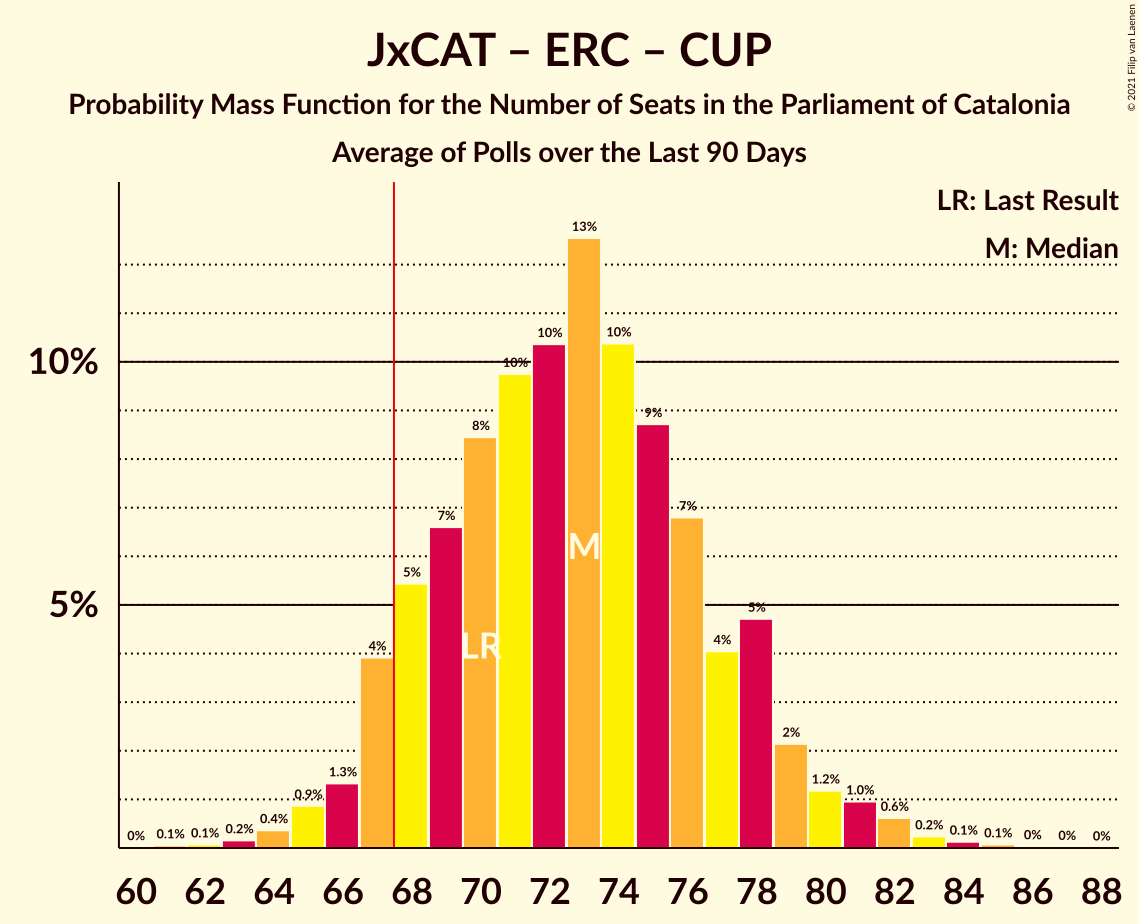 JxCAT – ERC – CUP
Probability Mass Function for the Number of Seats in the Parliament of Catalonia
Average of Polls over the Last 90 Days
© 2021 Filip van Laenen
LR: Last Result
M: Median
10%
5%
0% 0.1% 0.1% 0.2% 0.4% 0.9% 1.3% 4% 5% 7% 8% 10% 10% 13% 10% 9% 7% 4% 5% 2% 1.2% 1.0% 0.6% 0.2% 0.1% 0.1% 0% 0% 0%
LR
M
60 62 64 66 68 70 72 74 76 78 80 82 84 86 88